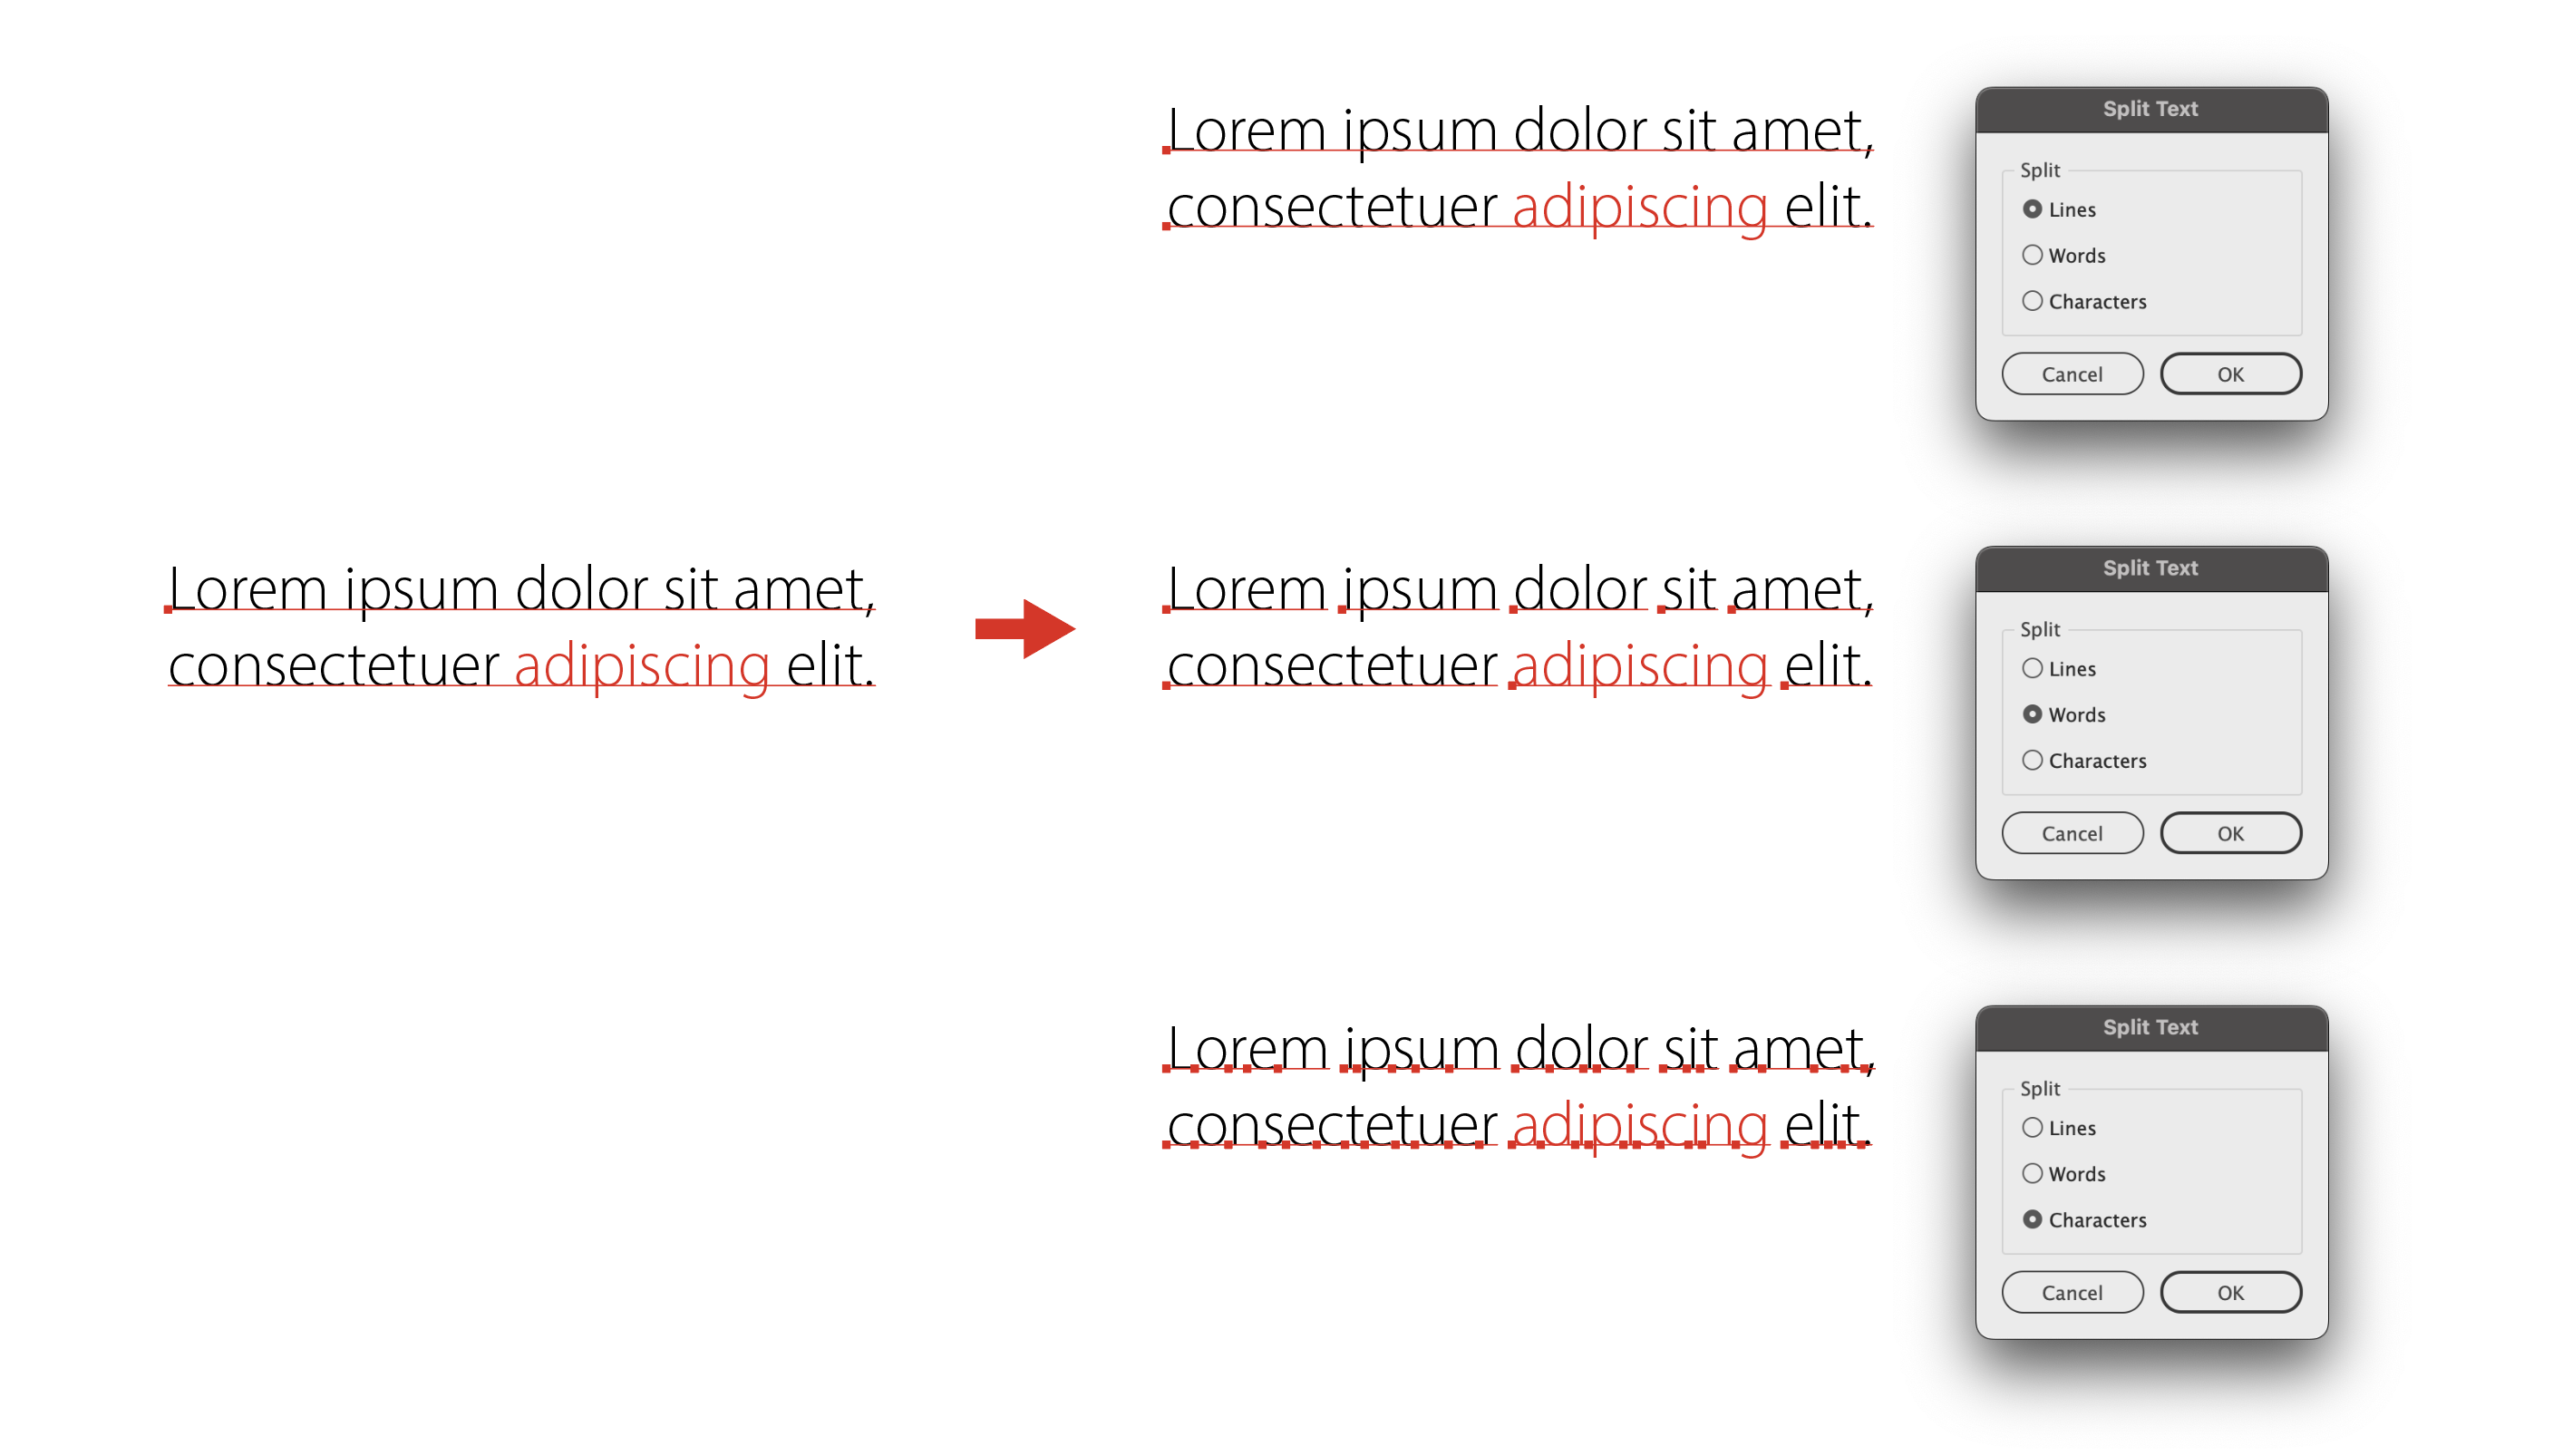 Lorem ipsum dolor sit amet,
consectetuer adipiscing elit.
Lorem ipsum dolor sit amet,
consectetuer adipiscing elit.
Split Text
Split
Lines
Words
Characters
Cancel
OK
Lorem ipsum dolor sit amet,
consectetuer adipiscing elit.
Split Text
Split
Lines
Words
Characters
Cancel
OK
Lorem ipsum dolor sit amet,
consectetuer adipiscing elit.
Split Text
Split
Lines
Words
Characters
Cancel
OK